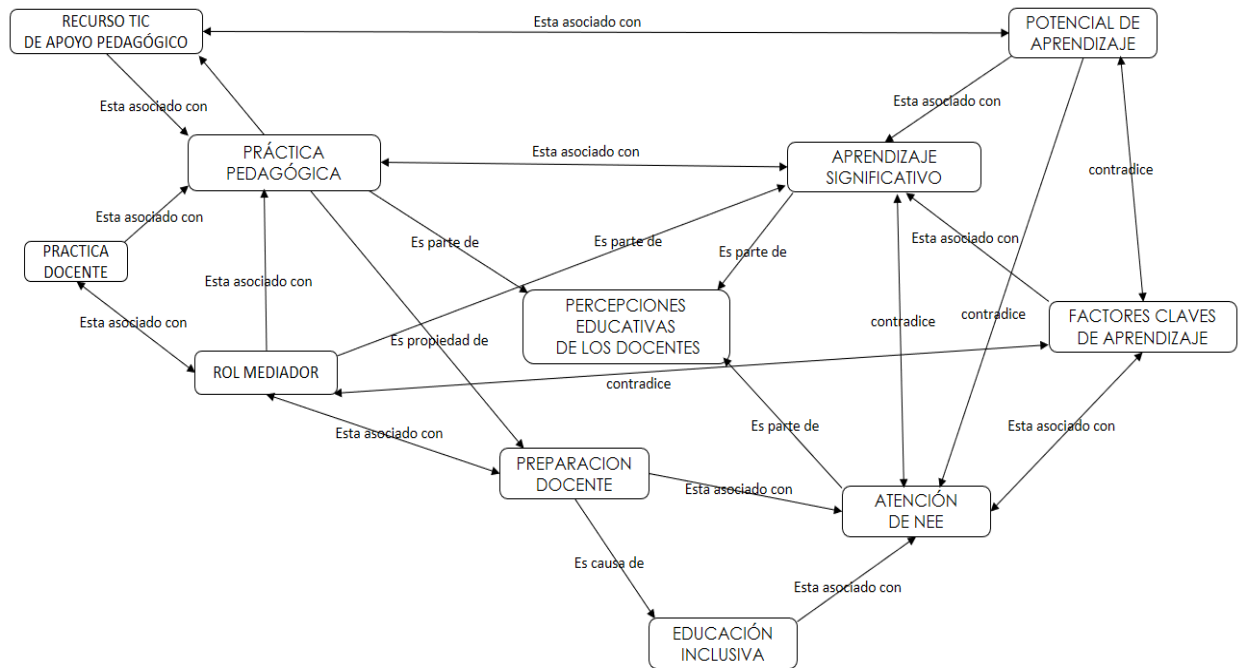 RECURSO TIC
DE APOYO PEDAGÓGICO
Esta asociado con
POTENCIAL DE
APRENDIZAJE
Esta asociado con
Esta asociado con
PRÁCTICA
PEDAGÓGICA
Esta asociado con
APRENDIZAJE
SIGNIFICATIVO
contradice
Esta asociado con
PRACTICA
DOCENTE
Es parte de
Es parte de
Es parte de
Esta asociado con
Esta asociado con
PERCEPCIONES
EDUCATIVAS
DE LOS DOCENTES
FACTORES CLAVES
DE APRENDIZAJE
Esta asociado con
Es propiedad de
contradice
contradice
ROL MEDIADOR
contradice
Esta asociado con
Es parte de
Esta asociado con
PREPARACION
DOCENTE
Esta asociado con
ATENCIÓN
DE NEE
Es causa de
Esta asociado con
EDUCACIÓN
INCLUSIVA